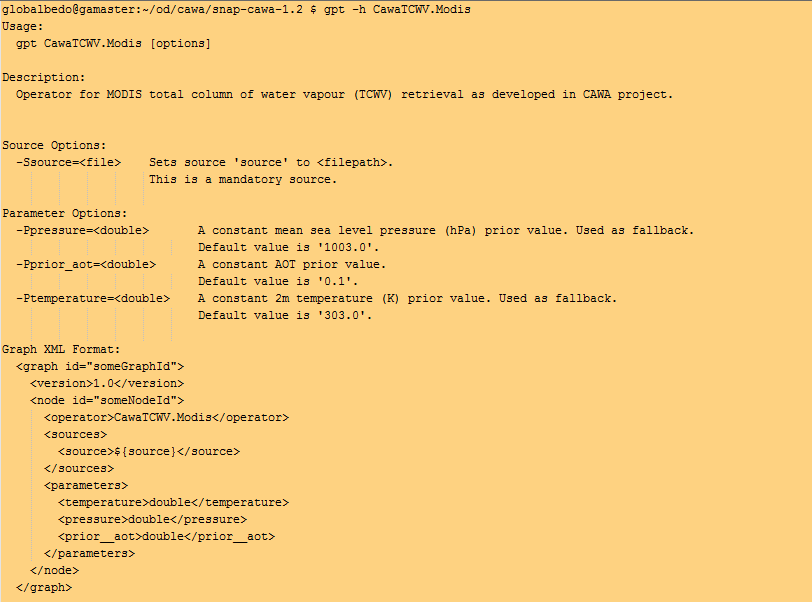 globalbedo@gamaster:~/od/cawa/snap-cawa-1.2 $ gpt -h CawaTCWV.Modis
Usage:
  gpt CawaTCWV.Modis [options]

Description:
  Operator for MODIS total column of water vapour (TCWV) retrieval as developed in CAWA project.


Source Options:
  -Ssource=<file>    Sets source 'source' to <filepath>.
                     This is a mandatory source.

Parameter Options:
  -Ppressure=<double>       A constant mean sea level pressure (hPa) prior value. Used as fallback.
                            Default value is '1003.0'.
  -Pprior_aot=<double>      A constant AOT prior value.
                            Default value is '0.1'.
  -Ptemperature=<double>    A constant 2m temperature (K) prior value. Used as fallback.
                            Default value is '303.0'.

Graph XML Format:
  <graph id="someGraphId">
    <version>1.0</version>
    <node id="someNodeId">
      <operator>CawaTCWV.Modis</operator>
      <sources>
        <source>${source}</source>
      </sources>
      <parameters>
        <temperature>double</temperature>
        <pressure>double</pressure>
        <prior__aot>double</prior__aot>
      </parameters>
    </node>
  </graph>